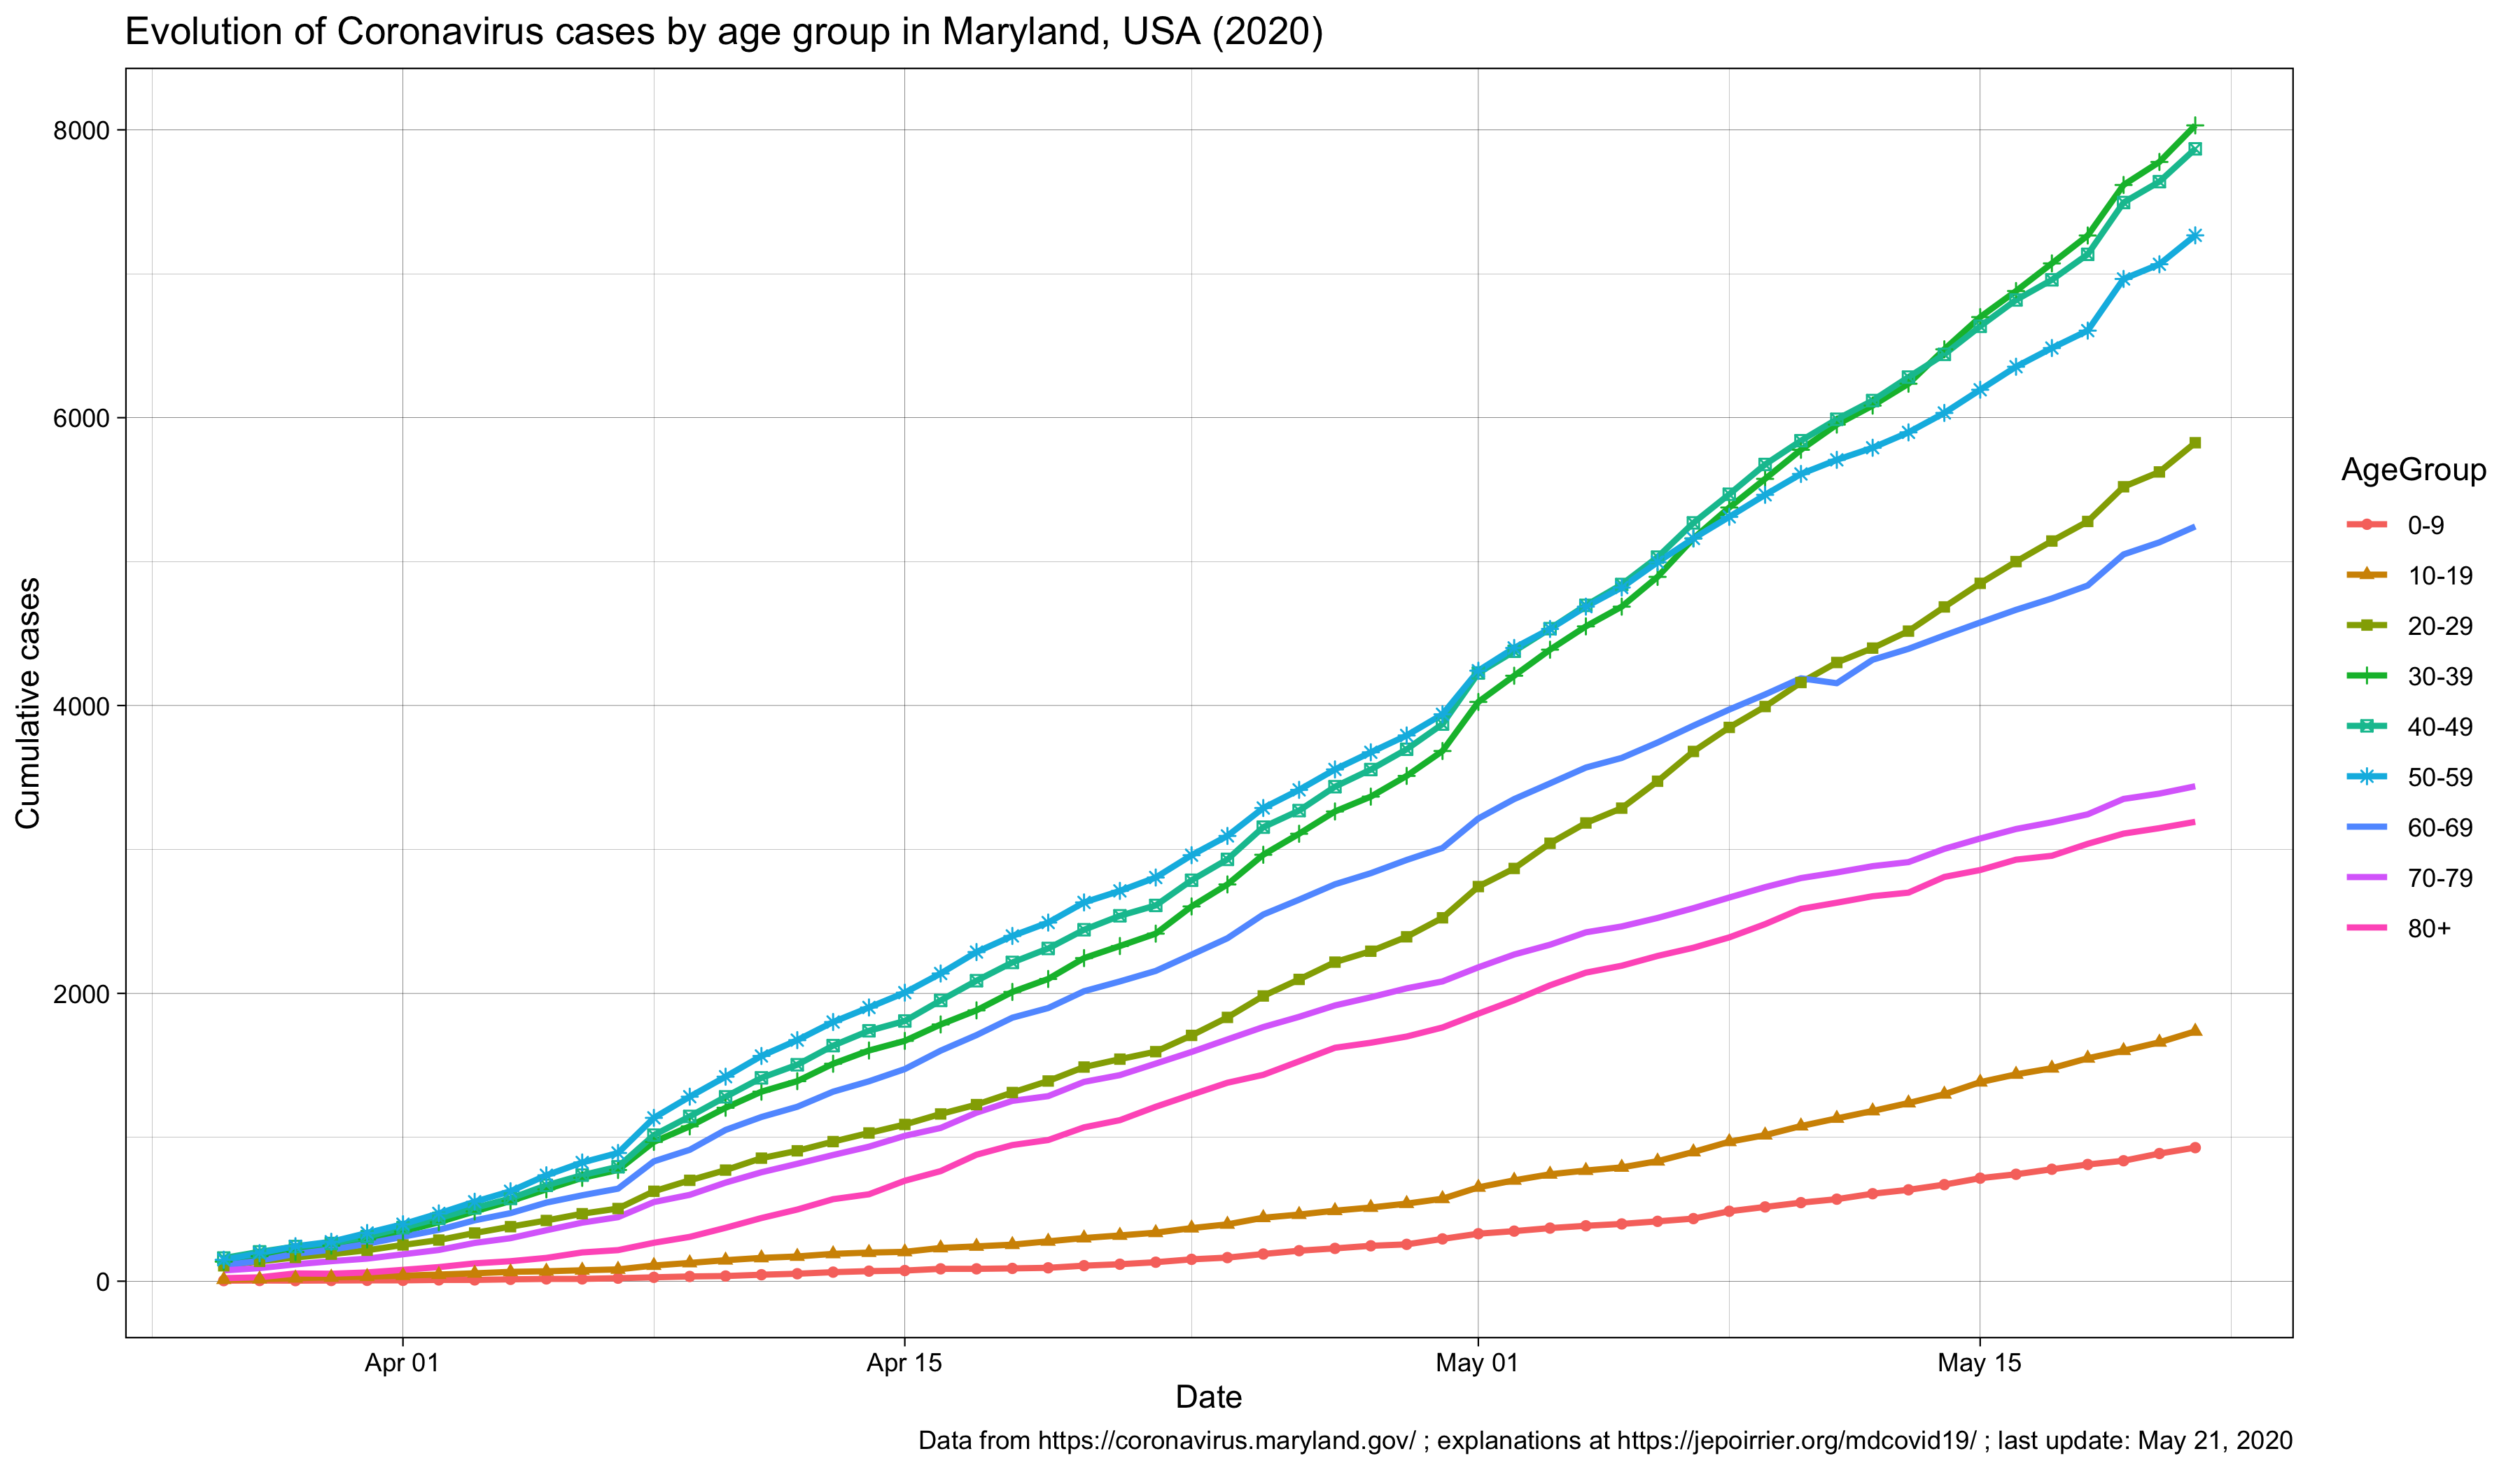 Evolution of Coronavirus cases by age group in Maryland, USA (2020)
8000
6000
4000
2000
0
Cumulative cases
Apr 01
Apr 15
May 01
May 15
Date
AgeGroup
0-9
10-19
20-29
30-39
40-49
50-59
60-69
70-79
80+
Data from https://coronavirus.maryland.gov/ ; explanations at https://jepoirrier.org/mdcovid19/ ; last update: May 21, 2020